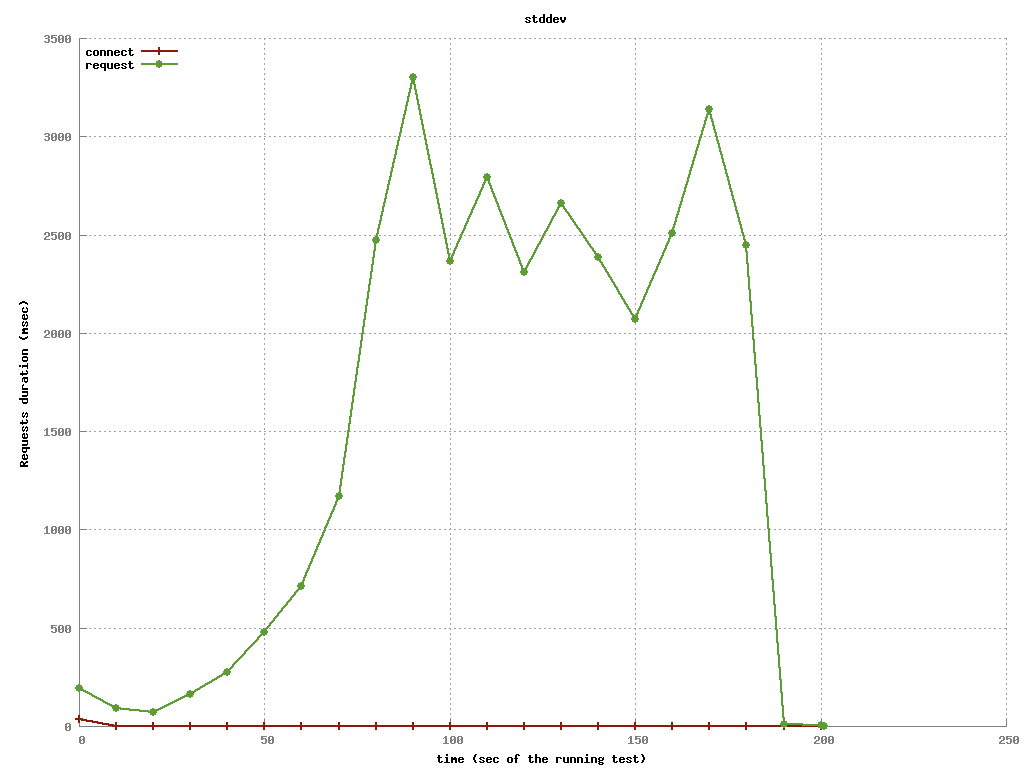 stddev
connect
request
3500
3000
2500
2000
1500
1000
500
0
Requests duration (msec)
0 50 100 150 200 250
time (sec of the running test)